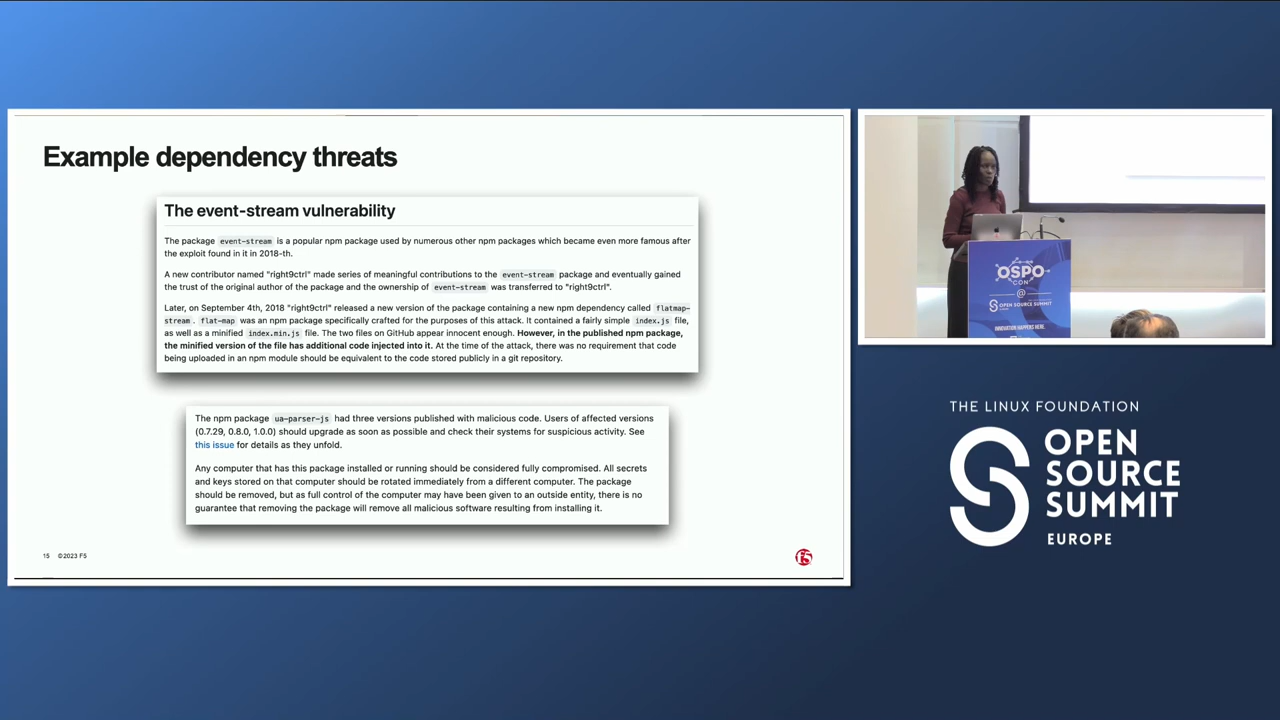 Example dependency threats
The event-stream vulnerability
The package event-stream is a popular npm package used by numerous other npm packages which became even more famous after
the exploit found in it in 2018-th.
A new contributor named "right9ctrl" made series of meaningful contributions to the event-stream package and eventually gained
the trust of the original author of the package and the ownership of event-stream was transferred to "right9ctrl".
Later, on September 4th, 2018 "right9ctrl" released a new version of the package containing a new npm dependency called flatmap-
stream. flat-map was an npm package specifically crafted for the purposes of this attack. It contained a fairly simple index.js file,
as well as a minified index.min.js file. The two files on GitHub appear innocent enough. However, in the published npm package,
the minified version of the file has additional code injected into it. At the time of the attack, there was no requirement that code
being uploaded in an npm module should be equivalent to the code stored publicly in a git repository.
The npm package ua-parser-js had three versions published with malicious code. Users of affected versions
(0.7.29, 0.8.0, 1.0.0) should upgrade as soon as possible and check their systems for suspicious activity. See
this issue for details as they unfold.
Any computer that has this package installed or running should be considered fully compromised. All secrets
and keys stored on that computer should be rotated immediately from a different computer. The package
should be removed, but as full control of the computer may have been given to an outside entity, there is no
guarantee that removing the package will remove all malicious software resulting from installing it.
15 ©2023 F5
f5
OSPO
CON
@
OPEN SOURCE SUMMIT
INNOVATION HAPPENS HERE.
THE LINUX FOUNDATION
OPEN
SOURCE
SUMMIT
EUROPE